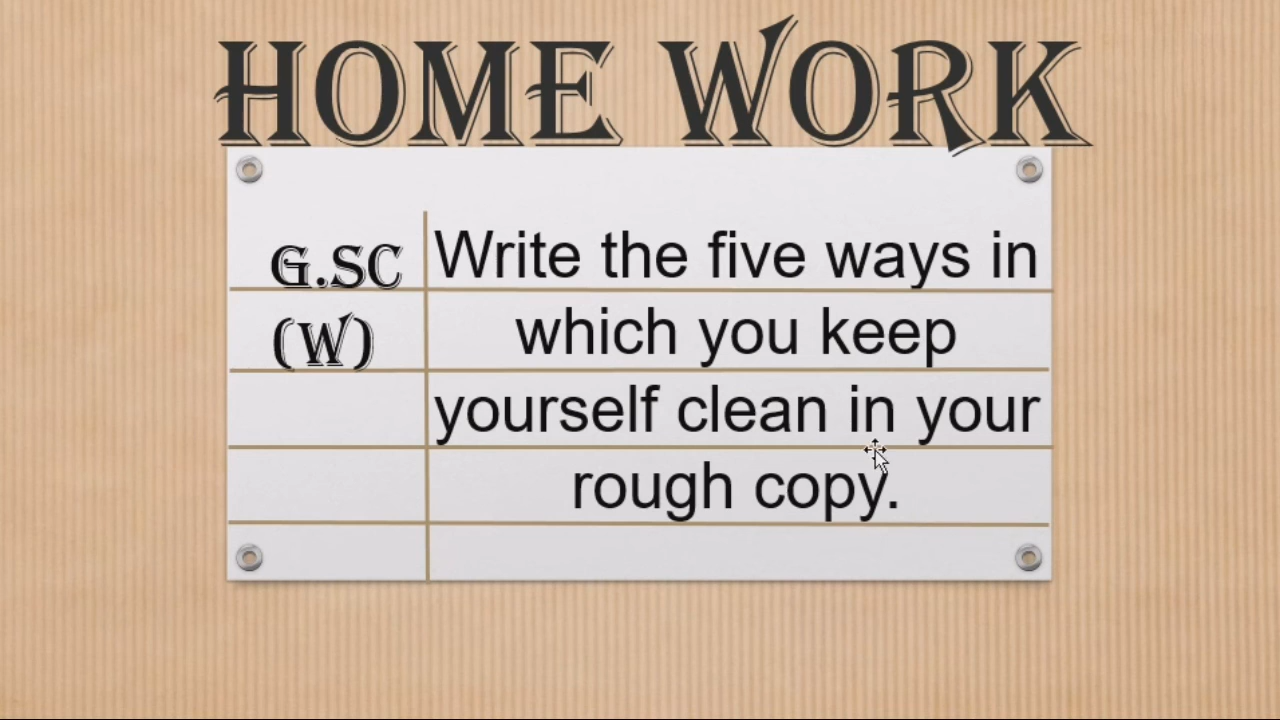 HOME WORK
G.SC Write the five ways in
(W) which you keep
yourself clean in your
rough copy.